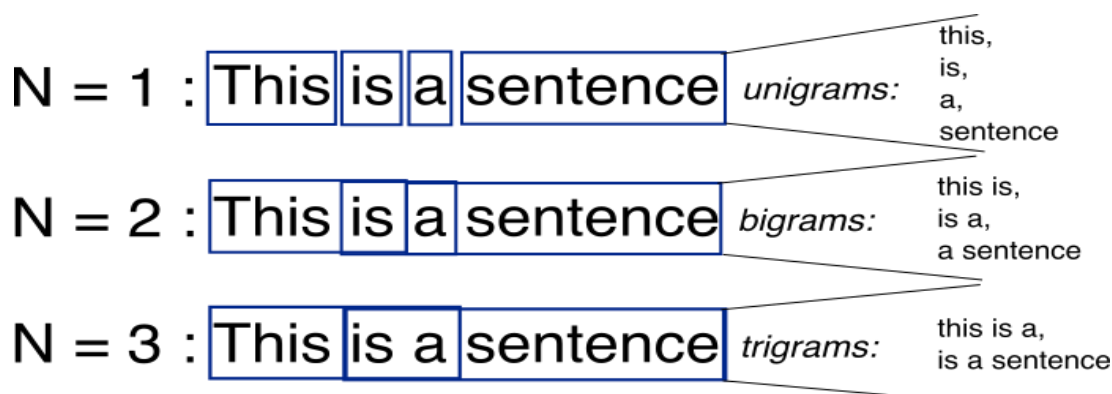 N = 1 : This is a sentence unigrams:
this,
is,
a,
sentence
N = 2 : This is a sentence bigrams:
this is,
is a,
a sentence
N = 3 : This is a sentence trigrams:
this is a,
is a sentence